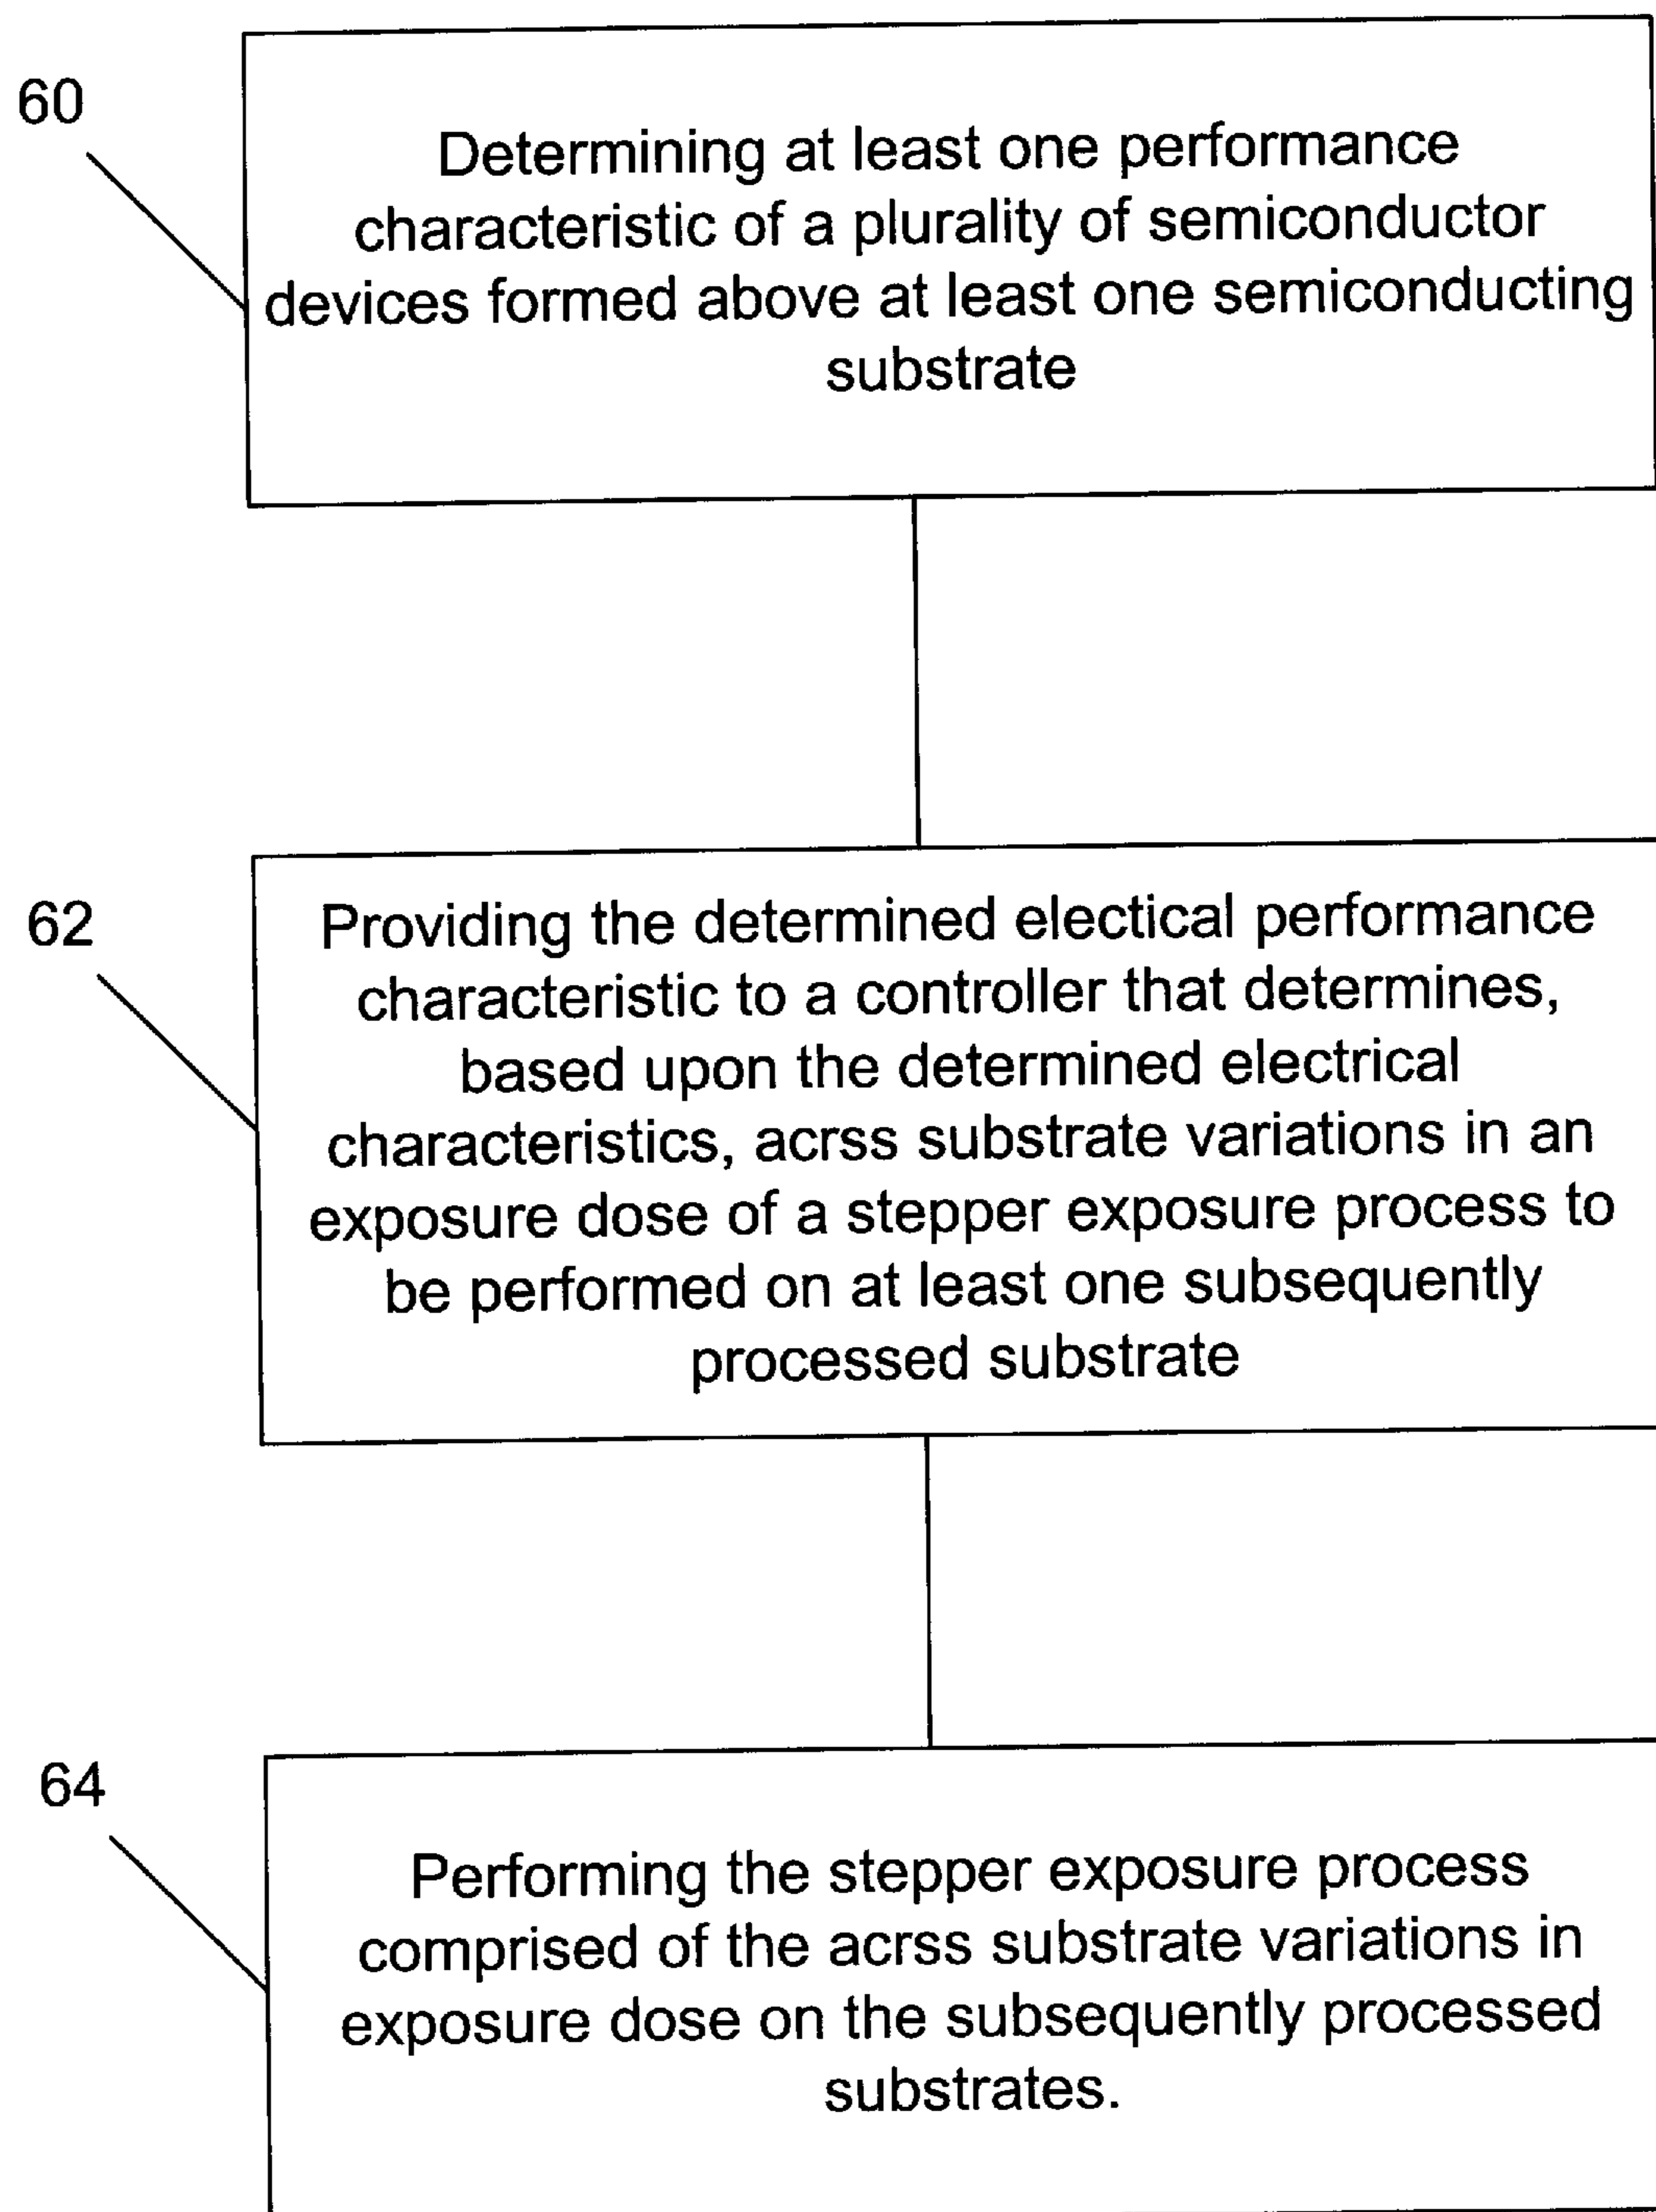 60
Determining at least one performance
characteristic of a plurality of semiconductor
devices formed above at least one semiconducting
substrate
62
Providing the determined electical performance
characteristic to a controller that determines,
based upon the determined electrical
characteristics, acrss substrate variations in an
exposure dose of a stepper exposure process to
be performed on at least one subsequently
processed substrate
64
Performing the stepper exposure process
comprised of the acrss substrate variations in
exposure dose on the subsequently processed
substrates.